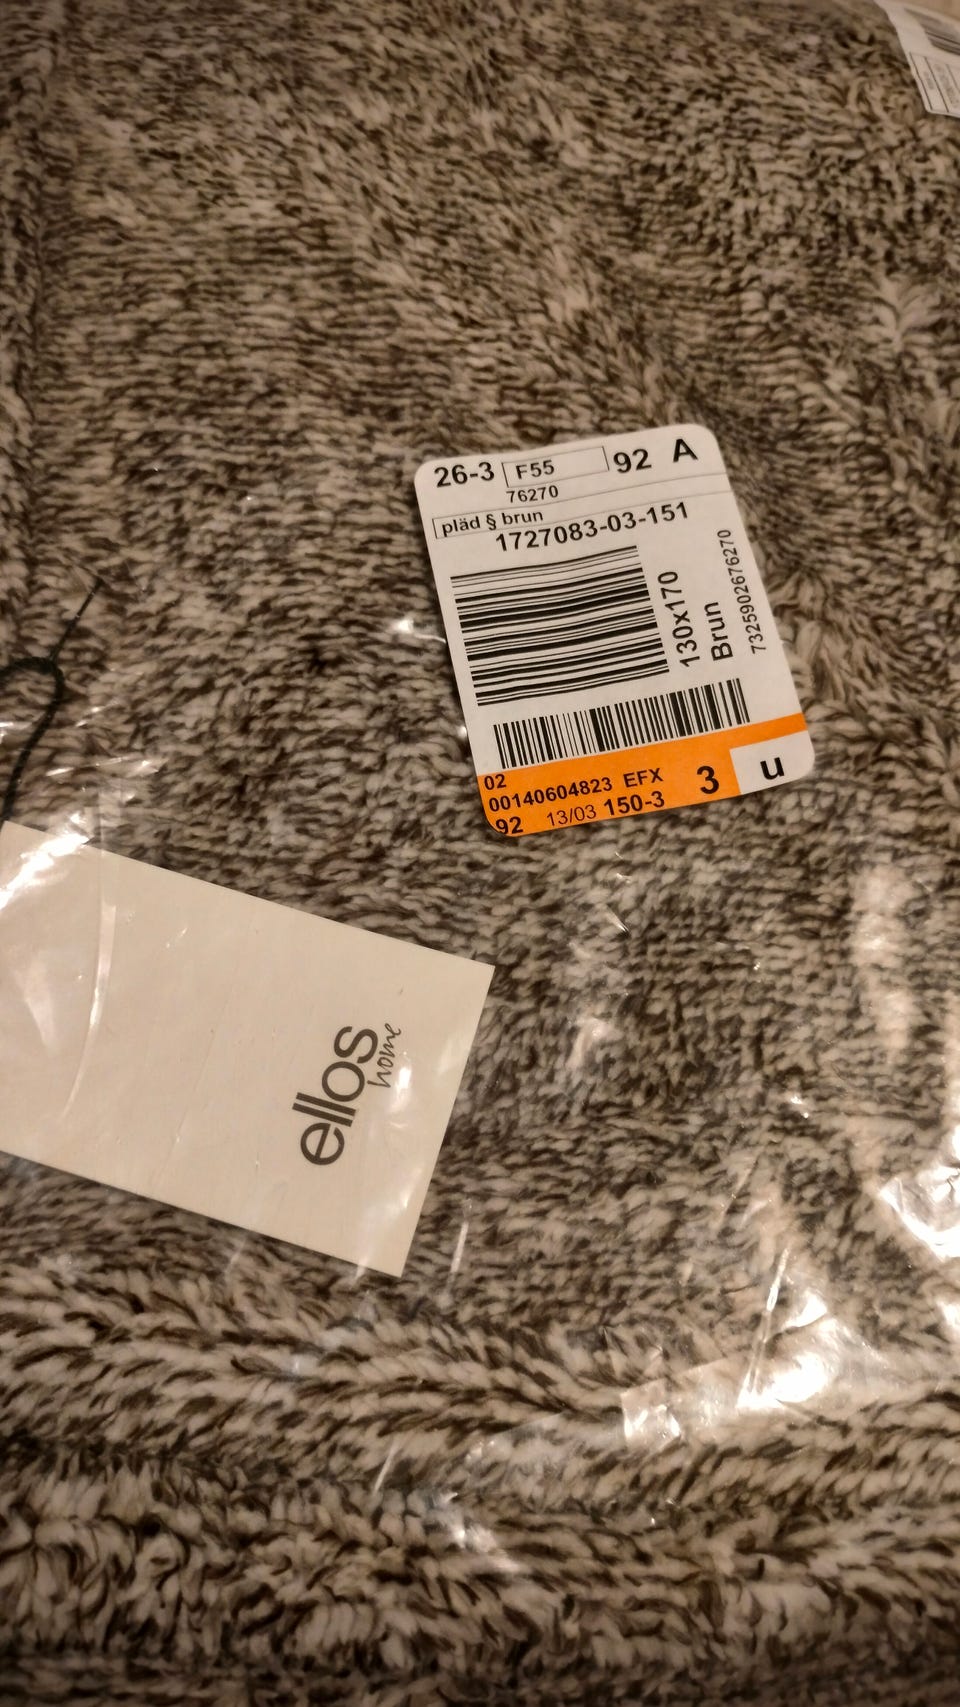 26-3 F55 92 A
76270
pläd § brun
1727083-03-151
130x170
Brun
7325902676270
02
00140604823 EFX 3 u
92 13/03 150-3
ellos
home